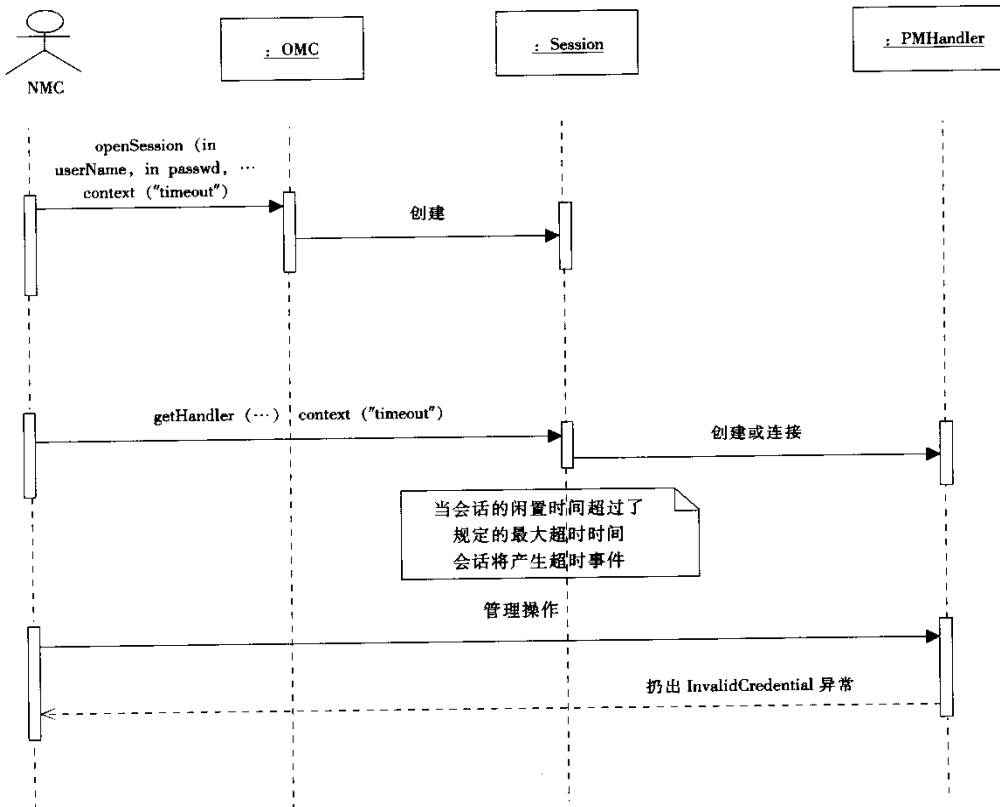 NMC
: OMC
: Session
: PMHandler
openSession (in
userName, in passwd, …
context ("timeout")
创建
getHandler (…) context ("timeout")
创建或连接
当会话的闲置时间超过了
规定的最大超时时间
会话将产生超时事件
管理操作
扔出 InvalidCredential 异常